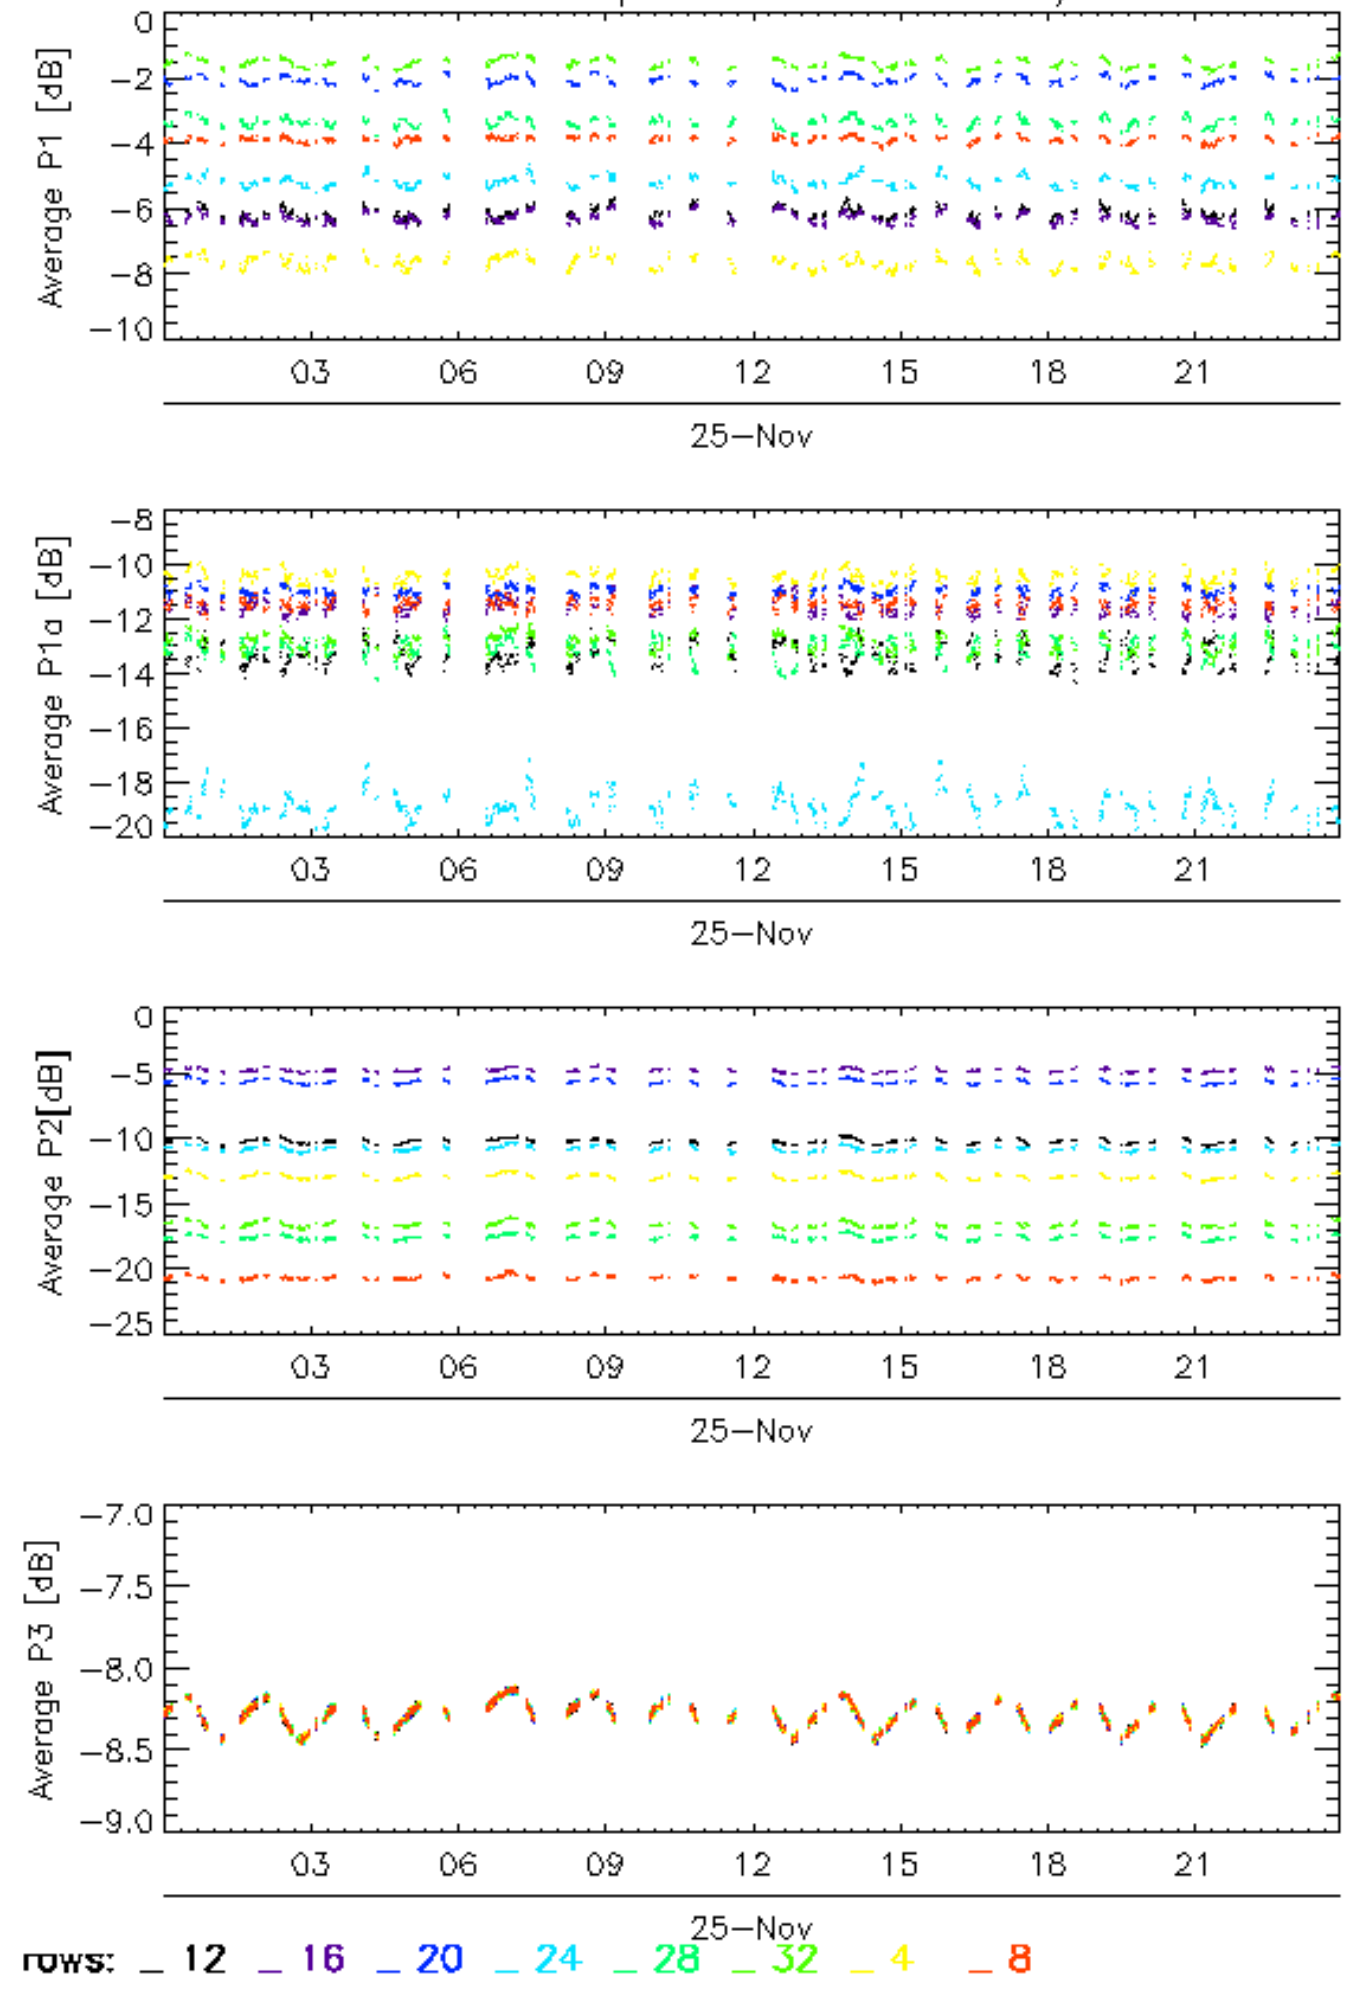 0
−2
−4
−6
−8
−10
Average P1 [dB]
03 06 09 12 15 18 21
25−Nov
−8
−10
−12
−14
−16
−18
−20
Average P1a [dB]
03 06 09 12 15 18 21
25−Nov
0
−5
−10
−15
−20
−25
Average P2[dB]
03 06 09 12 15 18 21
25−Nov
−7.0
−7.5
−8.0
−8.5
−9.0
Average P3 [dB]
03 06 09 12 15 18 21
25−Nov
rows: _ 12 _ 16 _ 20 _ 24 _ 28 _ 32 _ 4 _ 8